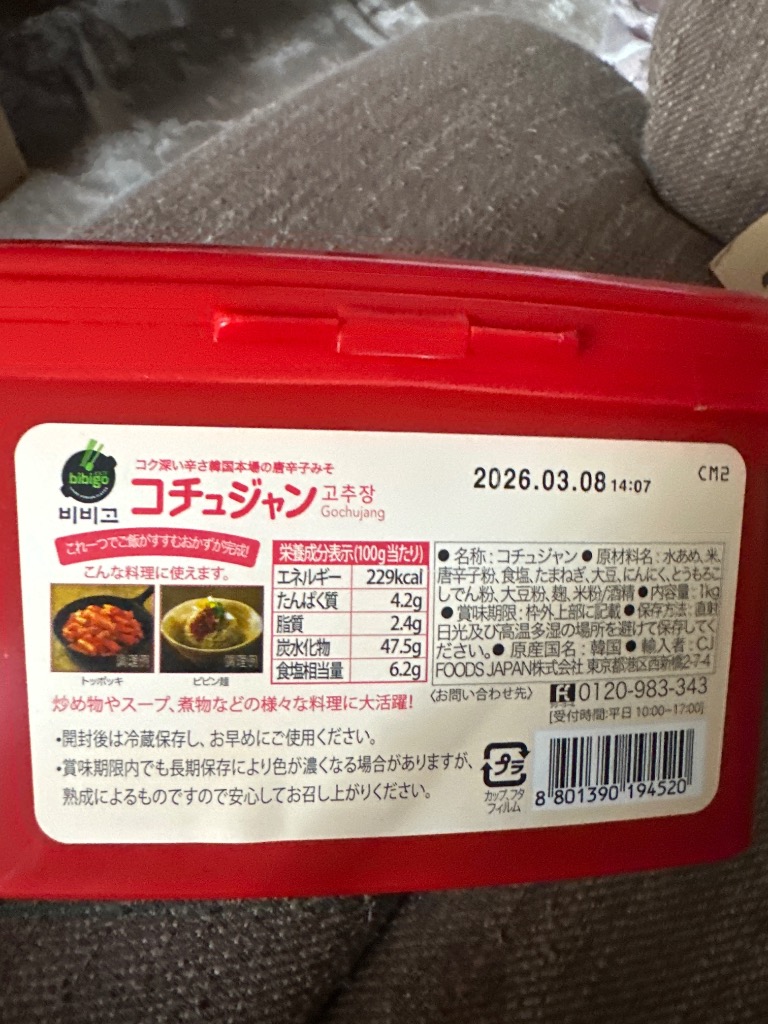 bibigo
비비고
コク深い辛さ韓国本場の唐辛子みそ
コチュジャン
고추장
Gochujang
2026.03.08 14:07
CM2
これ一つでご飯がすすむおかずが完成!
こんな料理に使えます。
調理例
調理例
トッポッキ
ビビン麺
栄養成分表示(100g当たり)
エネルギー 229kcal
たんぱく質 4.2g
脂質 2.4g
炭水化物 47.5g
食塩相当量 6.2g
●名称:コチュジャン●原材料名:水あめ、米、
唐辛子粉、食塩、たまねぎ、大豆、にんにく、とうもろこ
しでん粉、大豆粉、麹、米粉/酒精●内容量:1kg
●賞味期限:枠外上部に記載●保存方法:直射
日光及び高温多湿の場所を避けて保存してく
ださい。●原産国名:韓国●輸入者:CJ
FOODS JAPAN株式会社 東京都港区西新橋2-7-4
炒め物やスープ、煮物などの様々な料理に大活躍!
〈お問い合わせ先〉
0120-983-343
[受付時間:平日 10:00~17:00]
・開封後は冷蔵保存し、お早めにご使用ください。
・賞味期限内でも長期保存により色が濃くなる場合がありますが、
熟成によるものですので安心してお召し上がりください。
プラ
カップ、フタ
フィルム
8 801390 194520